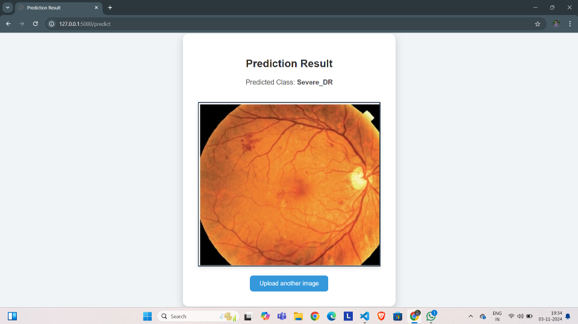 Prediction Result
127.0.0.1:5000/predict
Prediction Result
Predicted Class: Severe_DR
Upload another image
Search
ENG
IN
19:34
03-11-2024